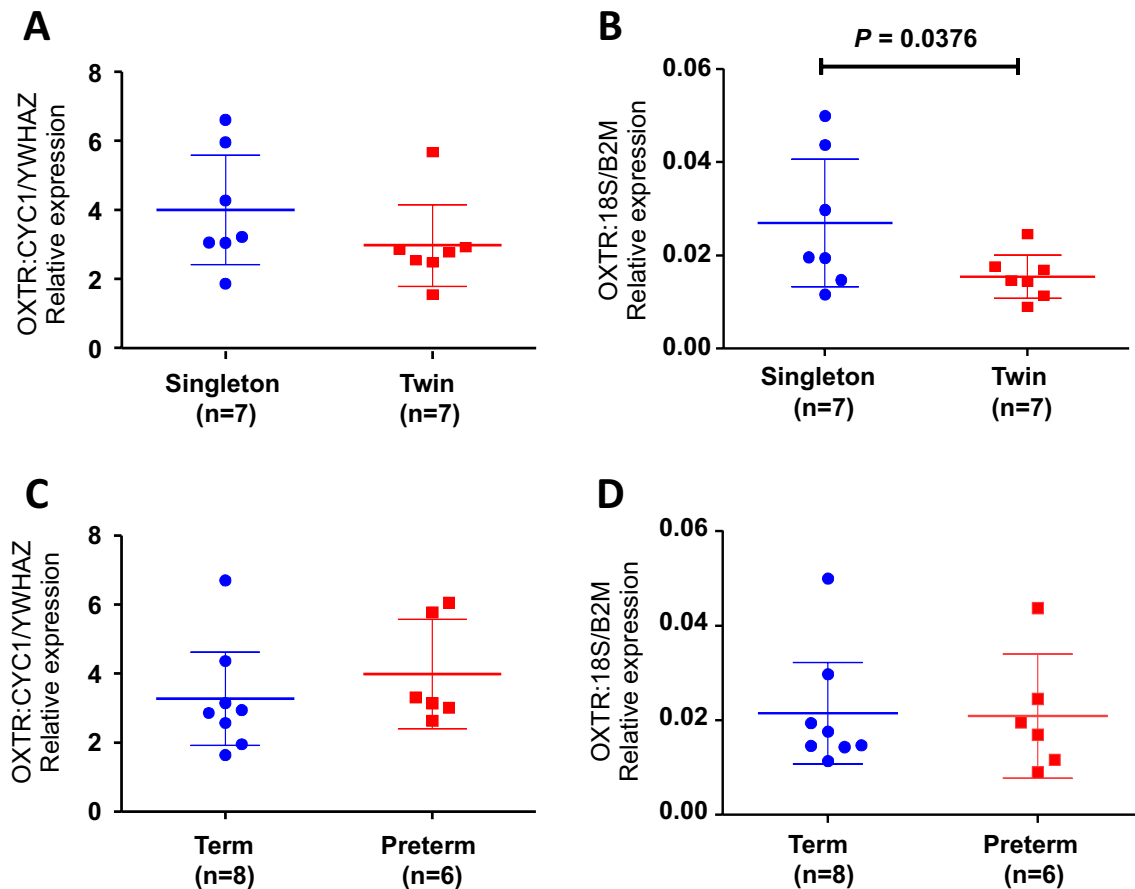 A
OXTR:CYC1/YWHAZ
Relative expression
8
6
4
2
0
Singleton
(n=7)
Twin
(n=7)
B
P = 0.0376
OXTR:18S/B2M
Relative expression
0.06
0.04
0.02
0.00
Singleton
(n=7)
Twin
(n=7)
C
OXTR:CYC1/YWHAZ
Relative expression
8
6
4
2
0
Term
(n=8)
Preterm
(n=6)
D
OXTR:18S/B2M
Relative expression
0.06
0.04
0.02
0.00
Term
(n=8)
Preterm
(n=6)